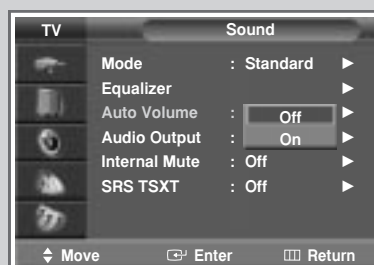 TV Sound
Mode : Standard ►
Equalizer ►
Auto Volume : Off ►
Audio Output : On ►
Internal Mute : Off ►
SRS TSXT : Off ►
Move Enter Return